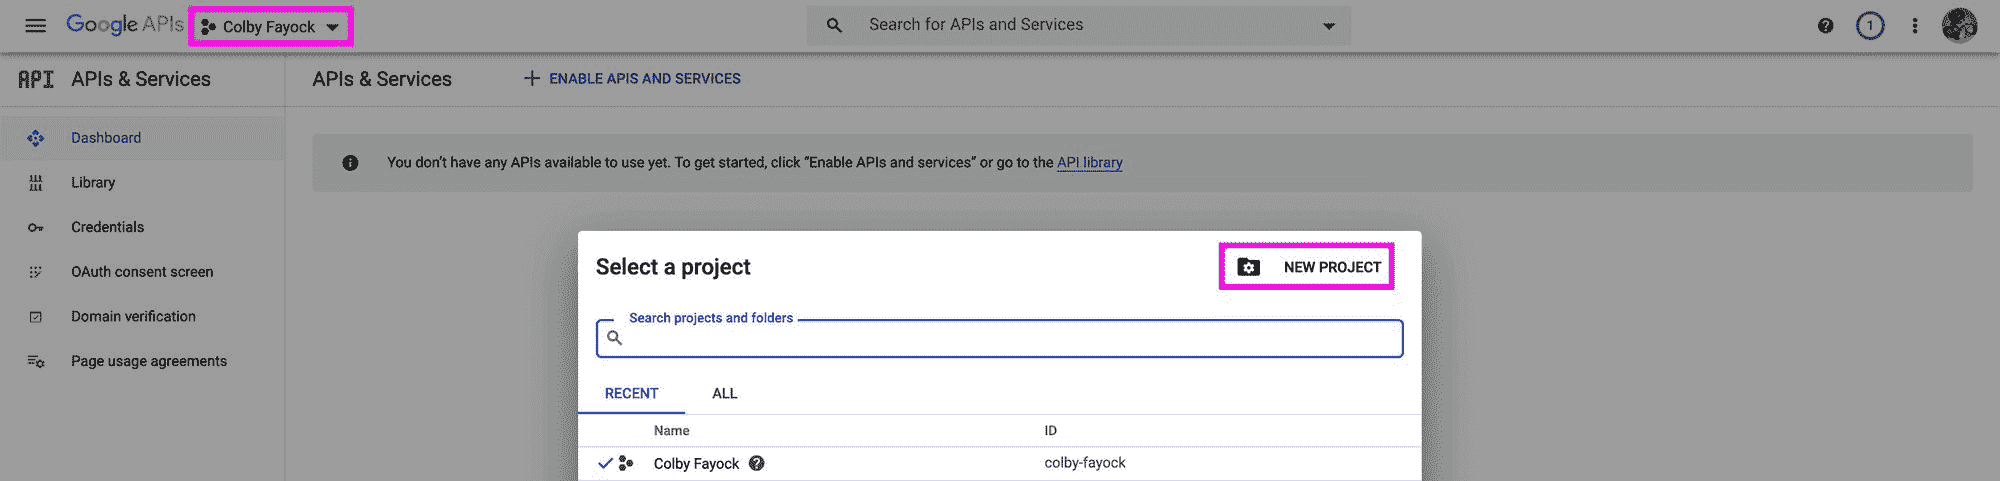 Google APIs
Colby Fayock
Search for APIs and Services
1
API
APIs & Services
APIs & Services
ENABLE APIS AND SERVICES
Dashboard
Library
Credentials
OAuth consent screen
Domain verification
Page usage agreements
You don't have any APIs available to use yet. To get started, click “Enable APIs and services” or go to the API library
Select a project
NEW PROJECT
Search projects and folders
RECENT ALL
Name ID
Colby Fayock colby-fayock